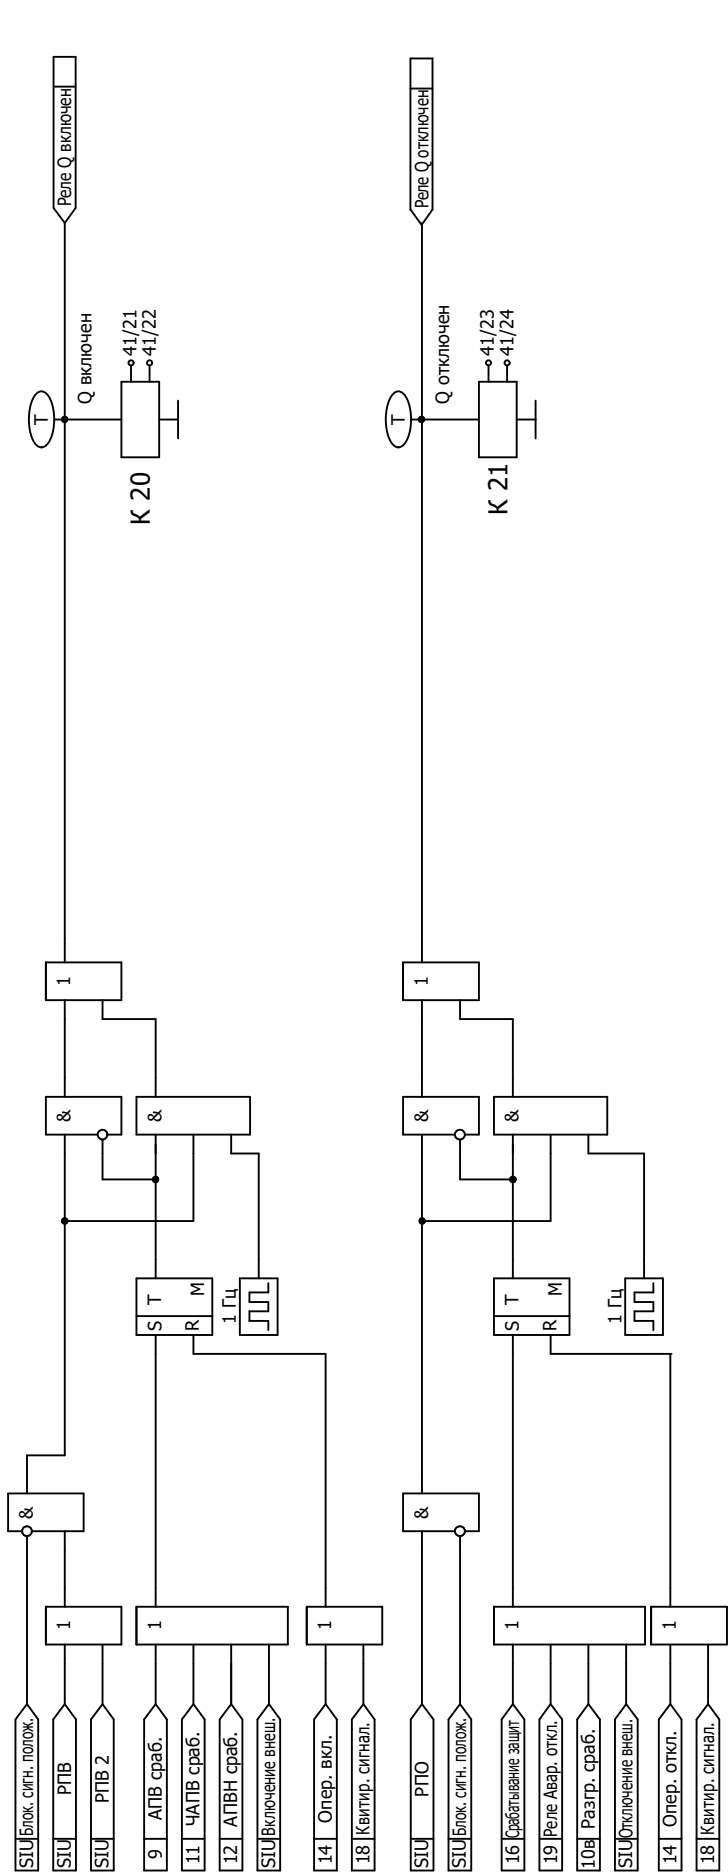 SIU Блок. сигн. полож.
SIU РПВ
SIU РПВ 2
9 АПВ сраб.
11 ЧАПВ сраб.
12 АПВН сраб.
SIU Включение внеш.
14 Опер. вкл.
18 Квитир. сигнал.
1
&
1
1
S T
R M
1 Гц
&
&
1
T
Q включен
41/21
41/22
К 20
Реле Q включен
SIU РПО
SIU Блок. сигн. полож.
16 Срабатывание защит
19 Реле Авар. откл.
10в Разгр. сраб.
SIU Отключение внеш.
14 Опер. откл.
18 Квитир. сигнал.
&
1
1
S T
R M
1 Гц
&
&
1
T
Q отключен
41/23
41/24
К 21
Реле Q отключен